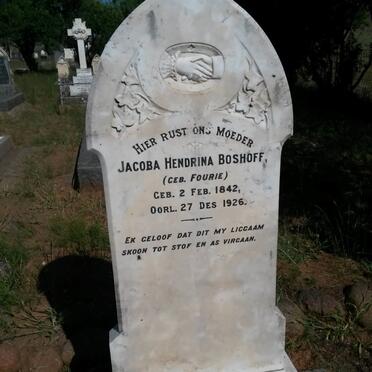 HIER RUST ONS MOEDER
JACOBA HENDRINA BOSHOFF,
(GEB. FOURIE)
GEB. 2 FEB. 1842,
OORL. 27 DES 1926.
EK GELOOF DAT DIT MY LIGGAAM
SKOON TOT STOF EN AS VIRGAAN.